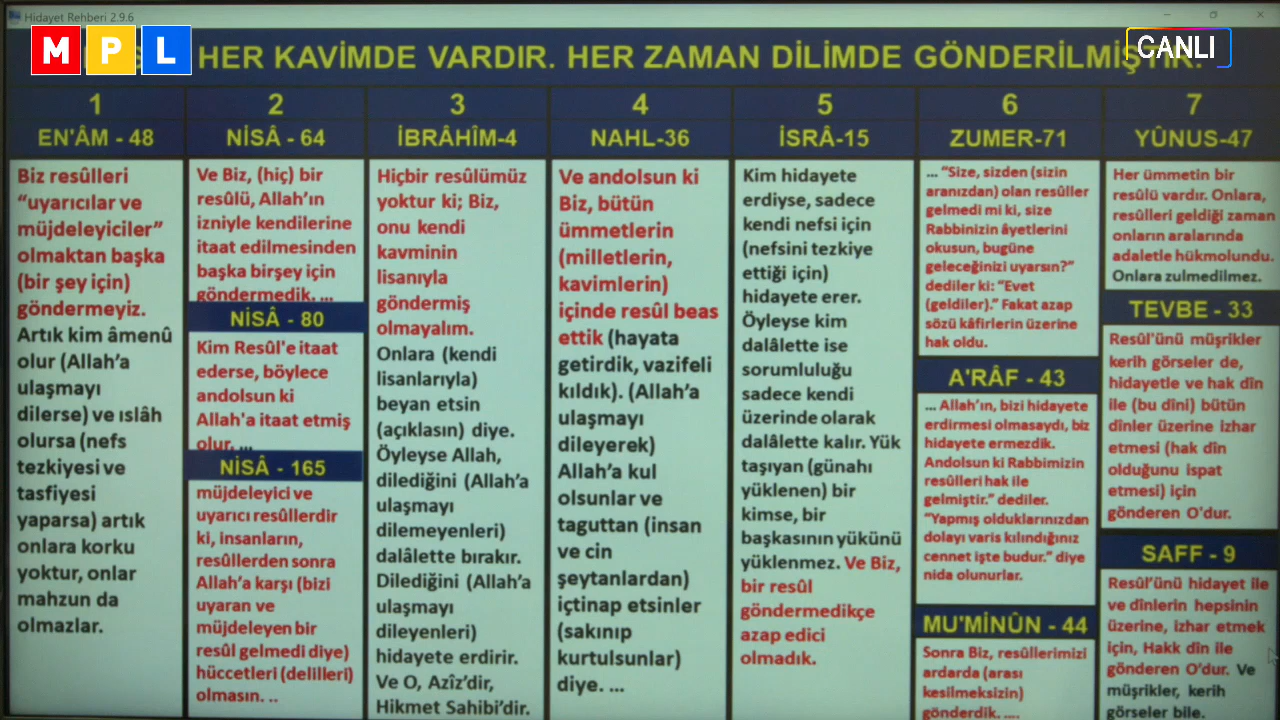 Hidayet Rehberi 2.9.6
MPL
CANLI
HER KAVİMDE VARDIR. HER ZAMAN DİLİMDE GÖNDERİLMİŞTİR.
1
EN'ÂM - 48
Biz resûlleri
“uyarıcılar ve
müjdeleyiciler”
olmaktan başka
(bir şey için)
göndermeyiz.
Artık kim âmenû
olur (Allah’a
ulaşmayı
dilerse) ve ıslâh
olursa (nefs
tezkiyesi ve
tasfiyesi
yaparsa) artık
onlara korku
yoktur, onlar
mahzun da
olmazlar.
2
NİSÂ - 64
Ve Biz, (hiç) bir
resûlü, Allah’ın
izniyle kendilerine
itaat edilmesinden
başka birşey için
göndermedik. ...
NİSÂ - 80
Kim Resûl'e itaat
ederse, böylece
andolsun ki
Allah'a itaat etmiş
olur. ...
NİSÂ - 165
müjdeleyici ve
uyarıcı resûllerdir
ki, insanların,
resûllerden sonra
Allah’a karşı (bizi
uyaran ve
müjdeleyen bir
resûl gelmedi diye)
hüccetleri (delilleri)
olmasın. ..
3
İBRÂHÎM-4
Hiçbir resûlümüz
yoktur ki; Biz,
onu kendi
kavminin
lisanıyla
göndermiş
olmayalım.
Onlara (kendi
lisanlarıyla)
beyan etsin
(açıklasın) diye.
Öyleyse Allah,
dilediğini (Allah’a
ulaşmayı
dilemeyenleri)
dalâlette bırakır.
Dilediğini (Allah’a
ulaşmayı
dileyenleri)
hidayete erdirir.
Ve O, Azîz’dir,
Hikmet Sahibi’dir.
4
NAHL-36
Ve andolsun ki
Biz, bütün
ümmetlerin
(milletlerin,
kavimlerin)
içinde resûl beas
ettik (hayata
getirdik, vazifeli
kıldık). (Allah’a
ulaşmayı
dileyerek)
Allah’a kul
olsunlar ve
taguttan (insan
ve cin
şeytanlardan)
içtinap etsinler
(sakınıp
kurtulsunlar)
diye. ...
5
İSRÂ-15
Kim hidayete
erdiyse, sadece
kendi nefsi için
(nefsini tezkiye
ettiği için)
hidayete erer.
Öyleyse kim
dalâlette ise
sorumluluğu
sadece kendi
üzerinde olarak
dalâlette kalır. Yük
taşıyan (günahı
yüklenen) bir
kimse, bir
başkasının yükünü
yüklenmez. Ve Biz,
bir resûl
göndermedikçe
azap edici
olmadık.
6
ZUMER-71
... “Size, sizden (sizin
aranızdan) olan resûller
gelmedi mi ki, size
Rabbinizin âyetlerini
okusun, bugüne
geleceğinizi uyarsın?”
dediler ki: “Evet
(geldiler).” Fakat azap
sözü kâfirlerin üzerine
hak oldu.
A'RÂF - 43
... Allah’ın, bizi hidayete
erdirmesi olmasaydı, biz
hidayete ermezdik.
Andolsun ki Rabbimizin
resûlleri hak ile
gelmiştir.” dediler.
“Yapmış olduklarınızdan
dolayı varis kılındığınız
cennet işte budur.” diye
nida olunurlar.
MU'MİNÛN - 44
Sonra Biz, resûllerimizi
ardarda (arası
kesilmeksizin)
gönderdik. ....
7
YÛNUS-47
Her ümmetin bir
resûlü vardır. Onlara,
resûlleri geldiği zaman
onların aralarında
adaletle hükmolundu.
Onlara zulmedilmez.
TEVBE - 33
Resûl’ünü müşrikler
kerih görseler de,
hidayetle ve hak dîn
ile (bu dîni) bütün
dînler üzerine izhar
etmesi (hak dîn
olduğunu ispat
etmesi) için
gönderen O'dur.
SAFF - 9
Resûl’ünü hidayet ile
ve dînlerin hepsinin
üzerine, izhar etmek
için, Hakk dîn ile
gönderen O’dur. Ve
müşrikler, kerih
görseler bile.